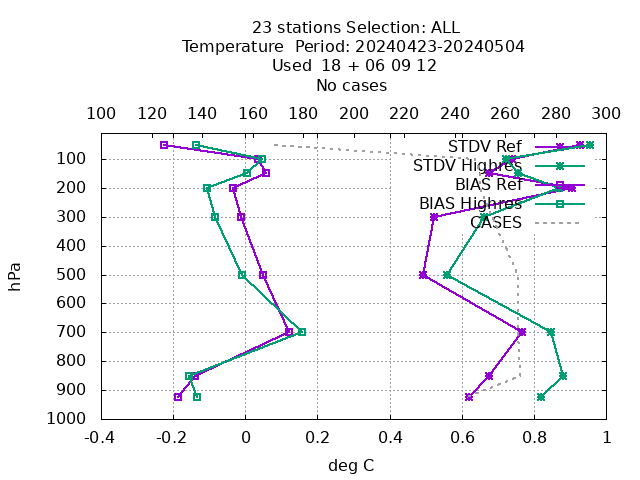 23 stations Selection: ALL
Temperature  Period: 20240423-20240504
Used  18 + 06 09 12
No cases
100 120 140 160 180 200 220 240 260 280 300
STDV Ref
STDV Highres
BIAS Ref
BIAS Highres
CASES
hPa
100
200
300
400
500
600
700
800
900
1000
-0.4 -0.2 0 0.2 0.4 0.6 0.8 1
deg C